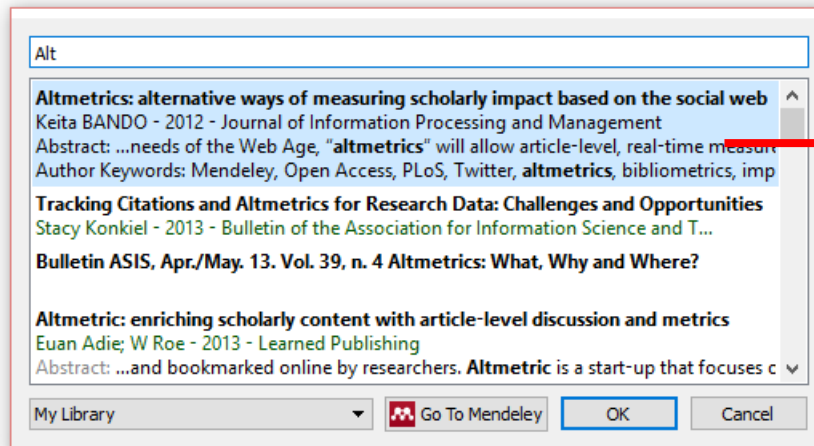 Alt
Altmetrics: alternative ways of measuring scholarly impact based on the social web
Keita BANDO - 2012 - Journal of Information Processing and Management
Abstract: ...needs of the Web Age, "altmetrics" will allow article-level, real-time
Author Keywords: Mendeley, Open Access, PLoS, Twitter, altmetrics, bibliometrics, imp
Tracking Citations and Altmetrics for Research Data: Challenges and Opportunities
Stacy Konkiel - 2013 - Bulletin of the Association for Information Science and T...
Bulletin ASIS, Apr./May. 13. Vol. 39, n. 4 Altmetrics: What, Why and Where?
Altmetric: enriching scholarly content with article-level discussion and metrics
Euan Adie; W Roe - 2013 - Learned Publishing
Abstract: ...and bookmarked online by researchers. Altmetric is a start-up that focuses c
My Library Go To Mendeley OK Cancel